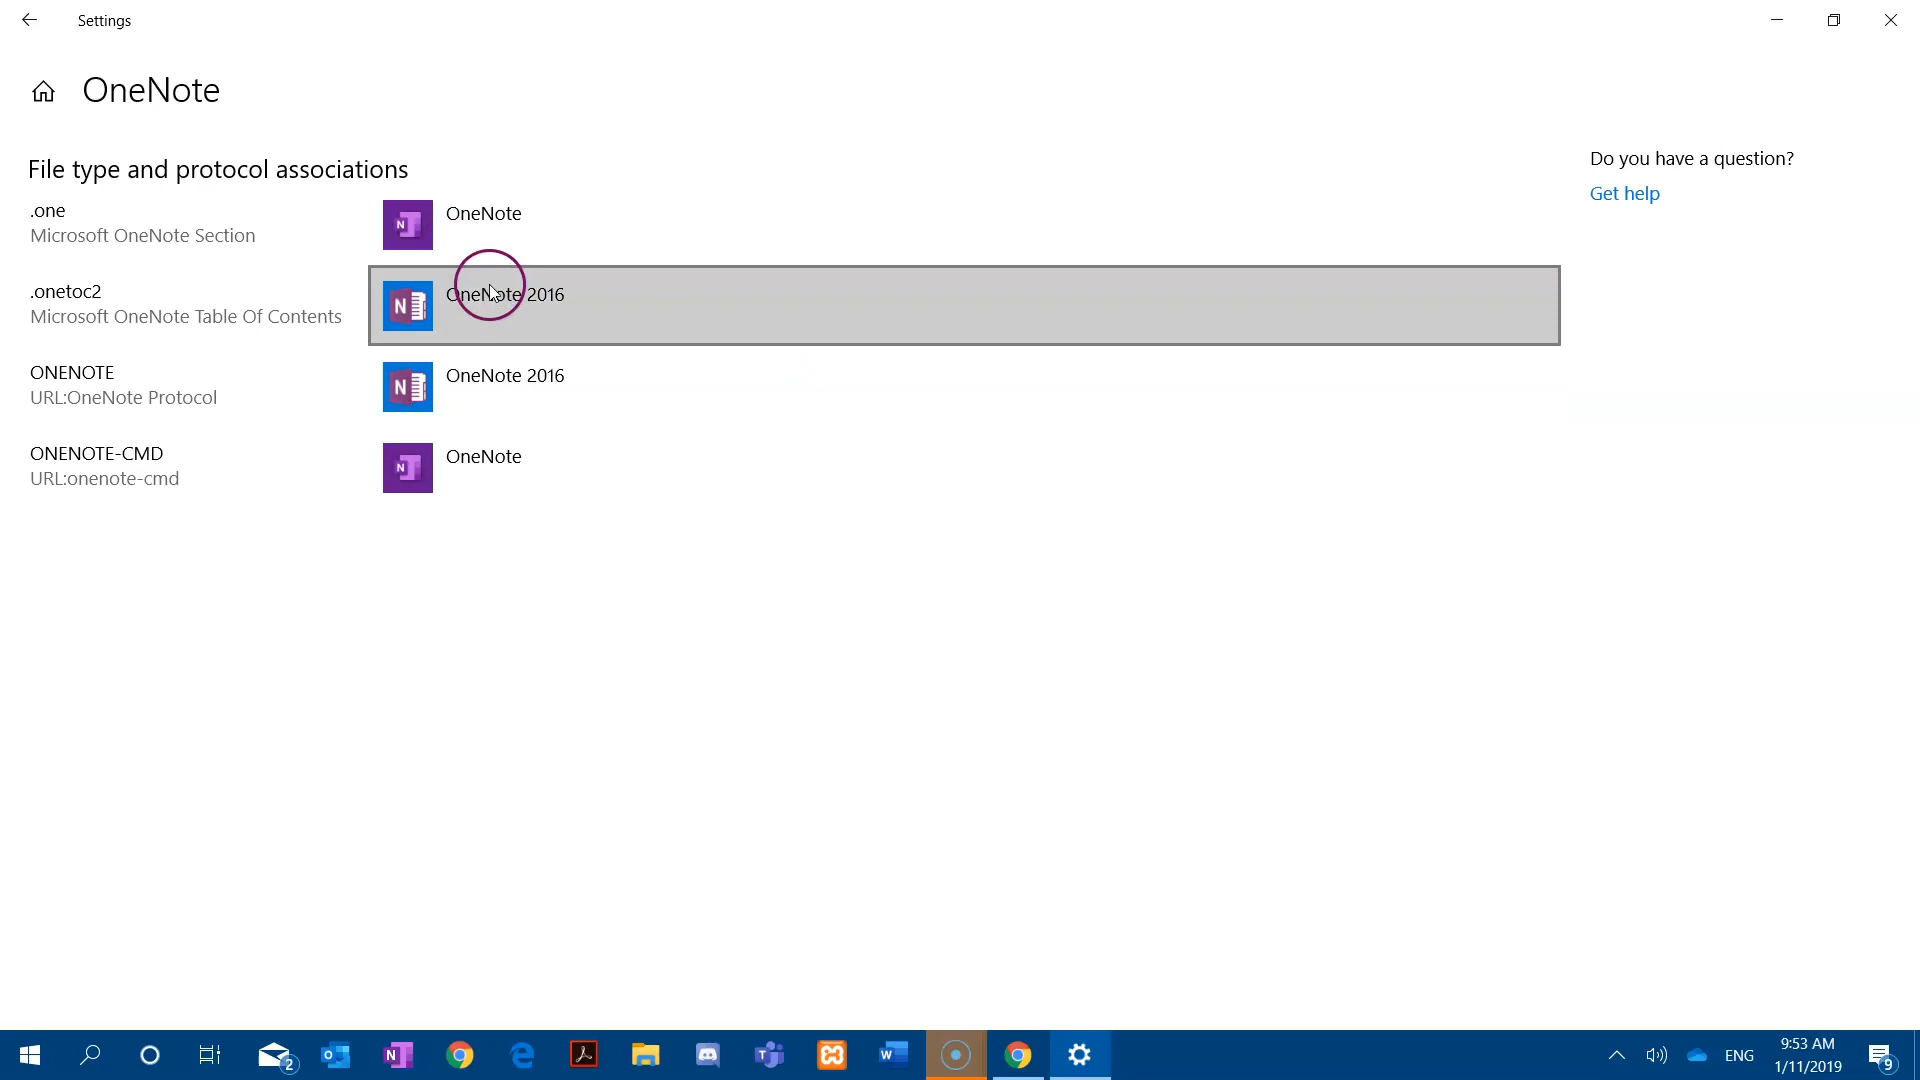 Settings
OneNote
File type and protocol associations
Do you have a question?
Get help
.one
Microsoft OneNote Section
OneNote
.onetoc2
Microsoft OneNote Table Of Contents
OneNote 2016
ONENOTE
URL:OneNote Protocol
OneNote 2016
ONENOTE-CMD
URL:onenote-cmd
OneNote
2
ENG
9:53 AM
1/11/2019
9